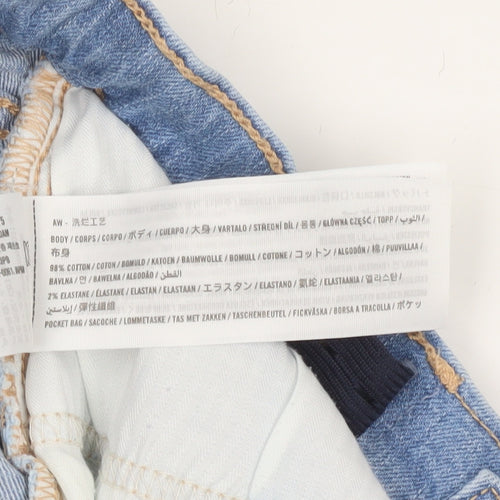 AW - 洗烂工艺
BODY / CORPS / CORPO / ボディ / CUERPO / 大身 / VARTALO / STŘEDNÍ DÍL / 몸통 / GŁÓWNA CZĘŚĆ / TOPP / الثوب /
布身
98% COTTON / COTON / BOMULD / KATOEN / BAUMWOLLE / BOMULL / COTONE / コットン / ALGODÓN / 棉 / PUUVILLAA /
BAVLNA / 면 / BAWEŁNA / ALGODÃO / القطن
2% ELASTANE / ÉLASTANE / ELASTAN / ELASTAAN / エラスタン / ELASTANO / 氨纶 / ELASTAANIA / 엘라스탄 /
إيلاستين / 彈性纖維
POCKET BAG / SACOCHE / LOMMETASKE / TAS MET ZAKKEN / TASCHENBEUTEL / FICKVÄSKA / BORSA A TRACOLLA / ポケッ